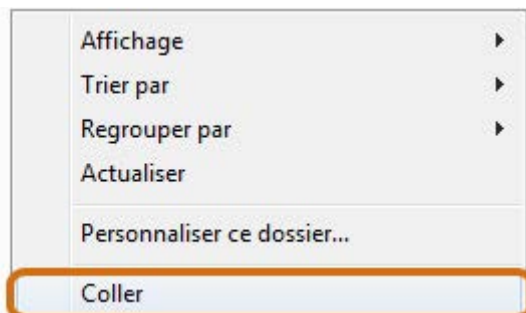 Affichage
Trier par
Regrouper par
Actualiser
Personnaliser ce dossier...
Coller